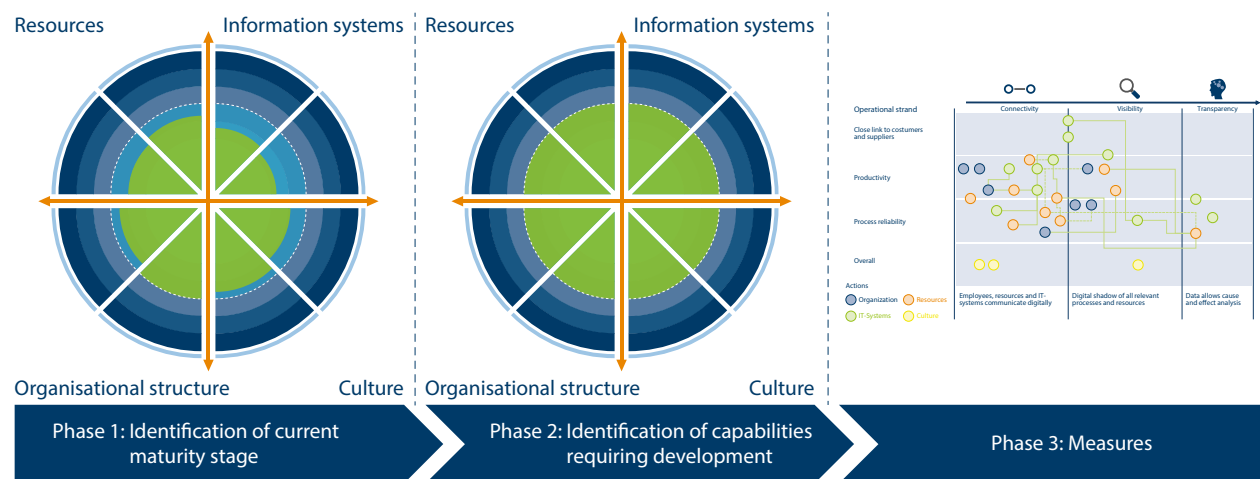 Resources
Information systems
Resources
Information systems
Organisational structure
Culture
Organisational structure
Culture
Operational strand
Connectivity
Visibility
Transparency
Close link to costumers
and suppliers
Productivity
Process reliability
Overall
Actions
Organization
Resources
IT-Systems
Culture
Employees, resources and IT-
systems communicate digitally
Digital shadow of all relevant
processes and resources
Data allows cause
and effect analysis
Phase 1: Identification of current
maturity stage
Phase 2: Identification of capabilities
requiring development
Phase 3: Measures